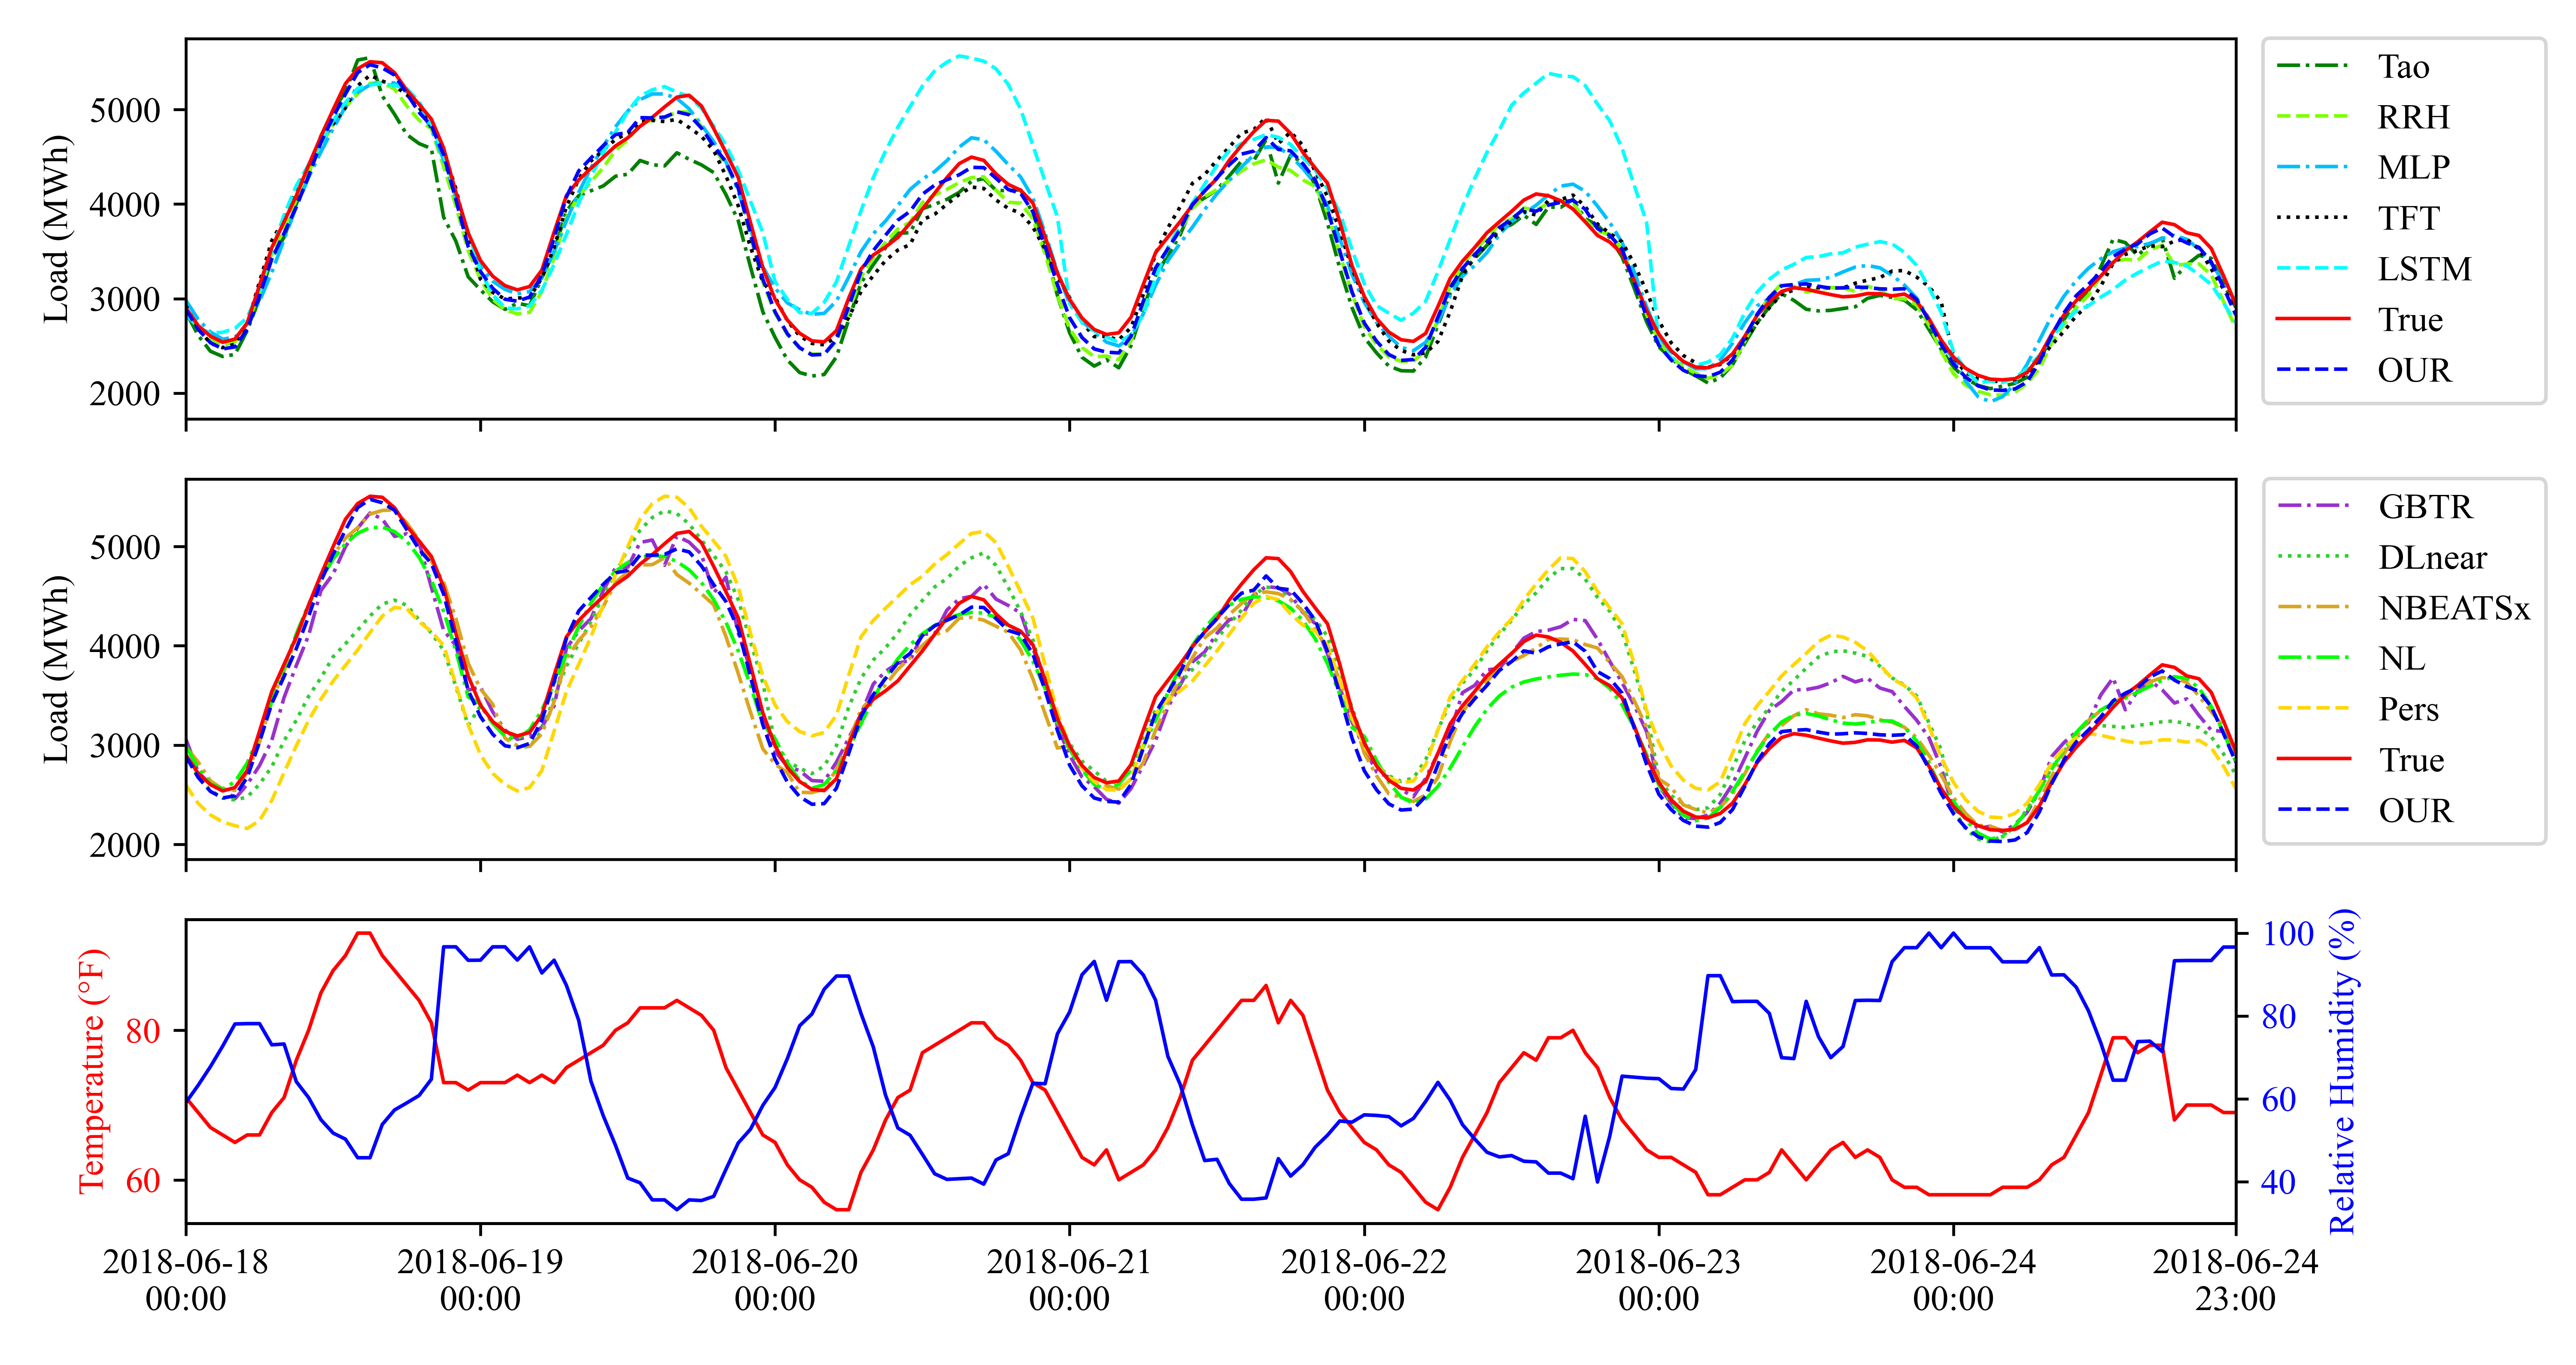 Load (MWh)
5000
4000
3000
2000
Tao
RRH
MLP
TFT
LSTM
True
OUR
Load (MWh)
5000
4000
3000
2000
GBTR
DLnear
NBEATSx
NL
Pers
True
OUR
Temperature (°F)
80
60
100
80
60
40
Relative Humidity (%)
2018-06-18 2018-06-19 2018-06-20 2018-06-21 2018-06-22 2018-06-23 2018-06-24 2018-06-24
00:00 00:00 00:00 00:00 00:00 00:00 00:00 23:00